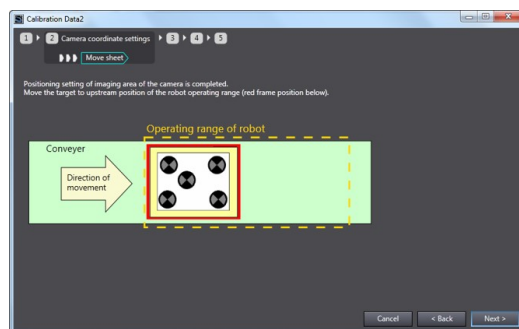 Calibration Data2
1 2 Camera coordinate settings 3 4 5
Move sheet
Positioning setting of imaging area of the camera is completed.
Move the target to upstream position of the robot operating range (red frame position below).
Operating range of robot
Conveyer
Direction of
movement
Cancel < Back Next >